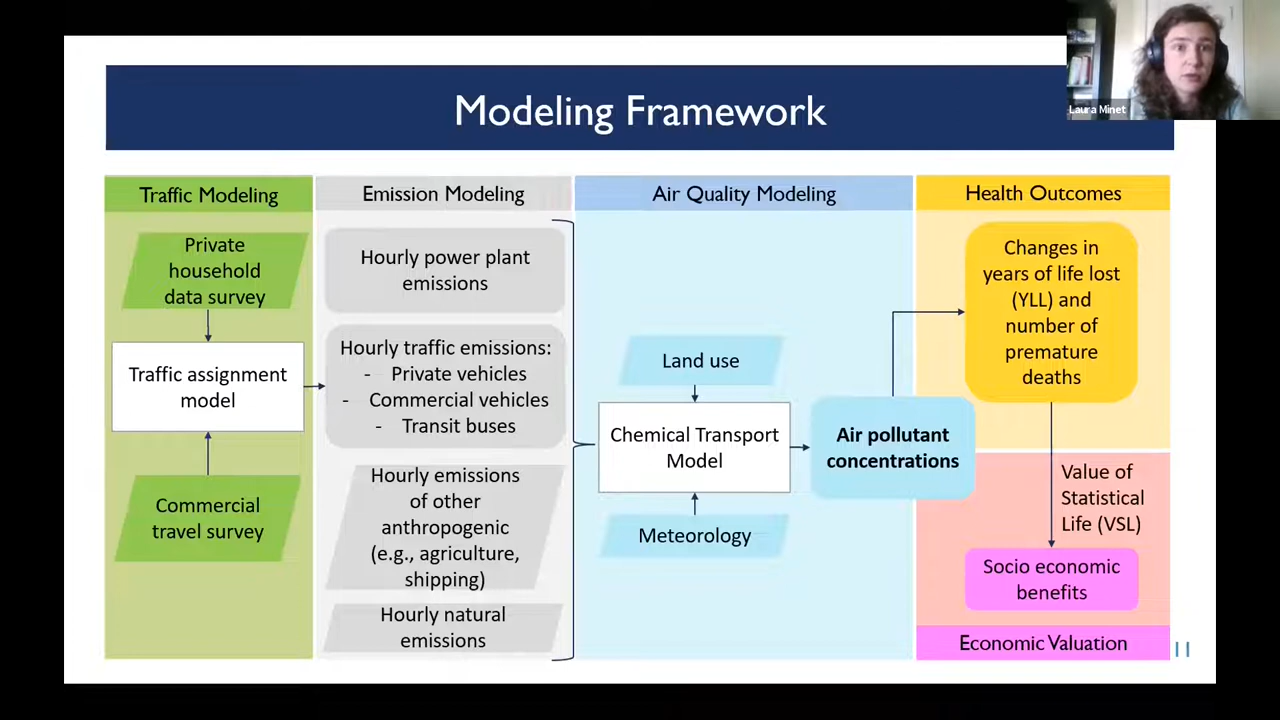 Modeling Framework
Laura Minet
Traffic Modeling
Private
household
data survey
Traffic assignment
model
Commercial
travel survey
Emission Modeling
Hourly power plant
emissions
Hourly traffic emissions:
- Private vehicles
- Commercial vehicles
- Transit buses
Hourly emissions
of other
anthropogenic
(e.g., agriculture,
shipping)
Hourly natural
emissions
Air Quality Modeling
Land use
Chemical Transport
Model
Meteorology
Air pollutant
concentrations
Health Outcomes
Changes in
years of life lost
(YLL) and
number of
premature
deaths
Value of
Statistical
Life (VSL)
Socio economic
benefits
Economic Valuation
11